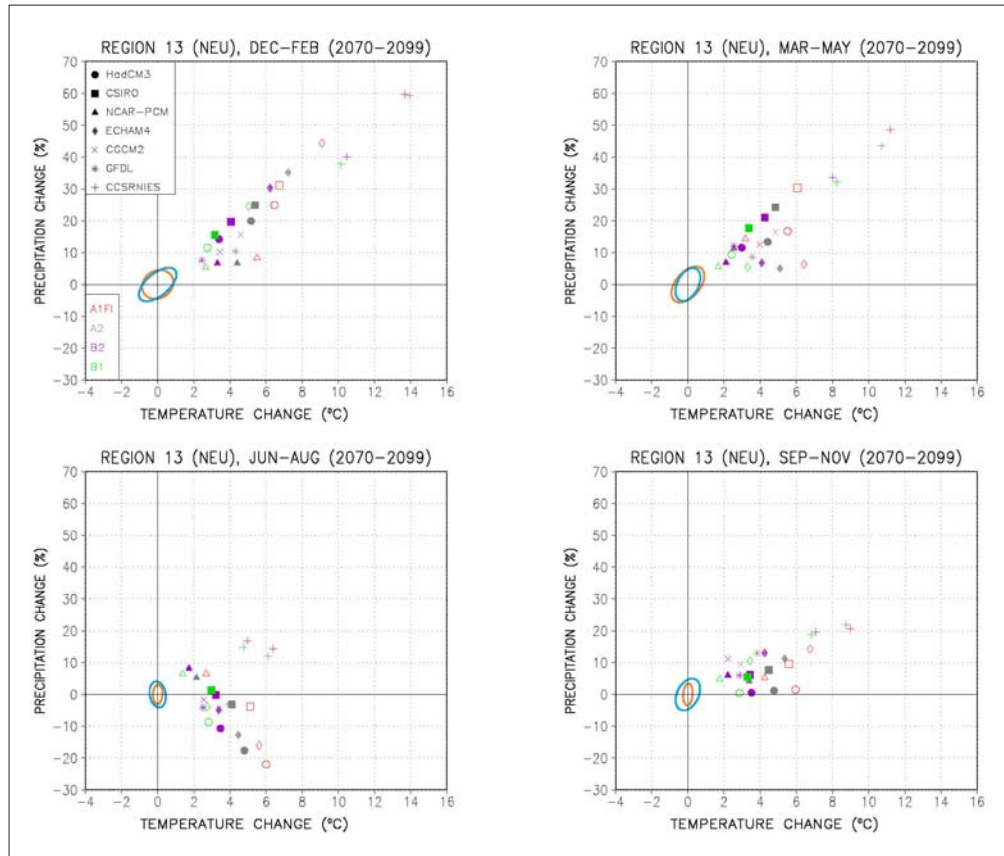 REGION 13 (NEU), DEC-FEB (2070-2099)
PRECIPITATION CHANGE (%)
70
60
50
40
30
20
10
0
-10
-20
-30
HadCM3
CSIRO
NCAR-PCM
ECHAM4
CGCM2
GFDL
CCSRNIES
A1FI
A2
B2
B1
-4 -2 0 2 4 6 8 10 12 14 16
TEMPERATURE CHANGE (ºC)
REGION 13 (NEU), MAR-MAY (2070-2099)
PRECIPITATION CHANGE (%)
70
60
50
40
30
20
10
0
-10
-20
-30
-4 -2 0 2 4 6 8 10 12 14 16
TEMPERATURE CHANGE (ºC)
REGION 13 (NEU), JUN-AUG (2070-2099)
PRECIPITATION CHANGE (%)
70
60
50
40
30
20
10
0
-10
-20
-30
-4 -2 0 2 4 6 8 10 12 14 16
TEMPERATURE CHANGE (ºC)
REGION 13 (NEU), SEP-NOV (2070-2099)
PRECIPITATION CHANGE (%)
70
60
50
40
30
20
10
0
-10
-20
-30
-4 -2 0 2 4 6 8 10 12 14 16
TEMPERATURE CHANGE (ºC)